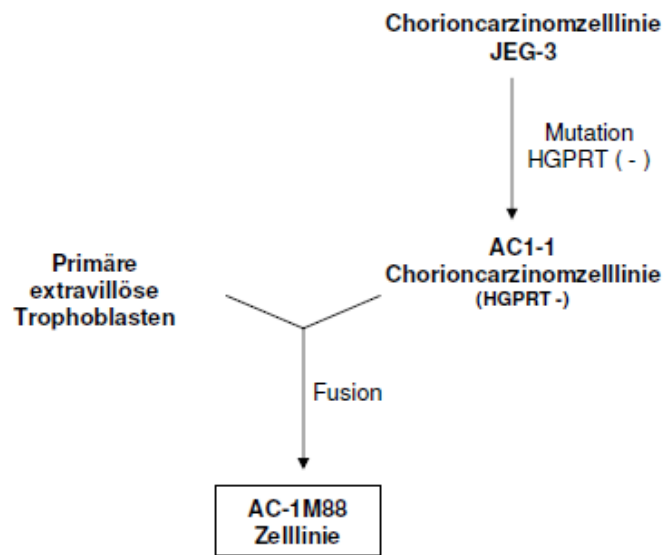 Chorioncarzinomzelllinie
JEG-3
Mutation
HGPRT ( - )
AC1-1
Chorioncarzinomzelllinie
(HGPRT -)
Primäre
extravillöse
Trophoblasten
Fusion
AC-1M88
Zelllinie